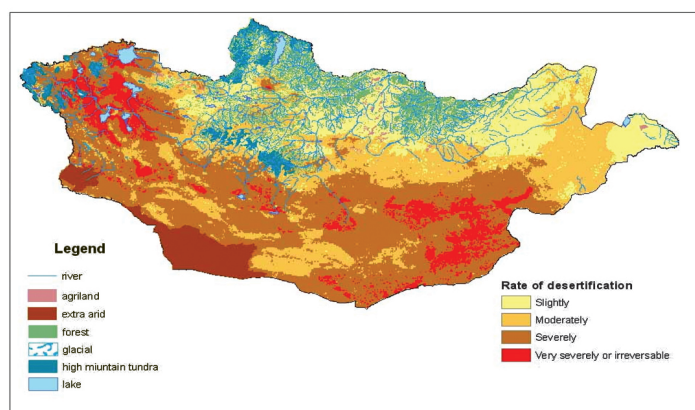 Legend
river
agriland
extra arid
forest
glacial
high miuntain tundra
lake
Rate of desertification
Slightly
Moderately
Severely
Very severely or irreversable